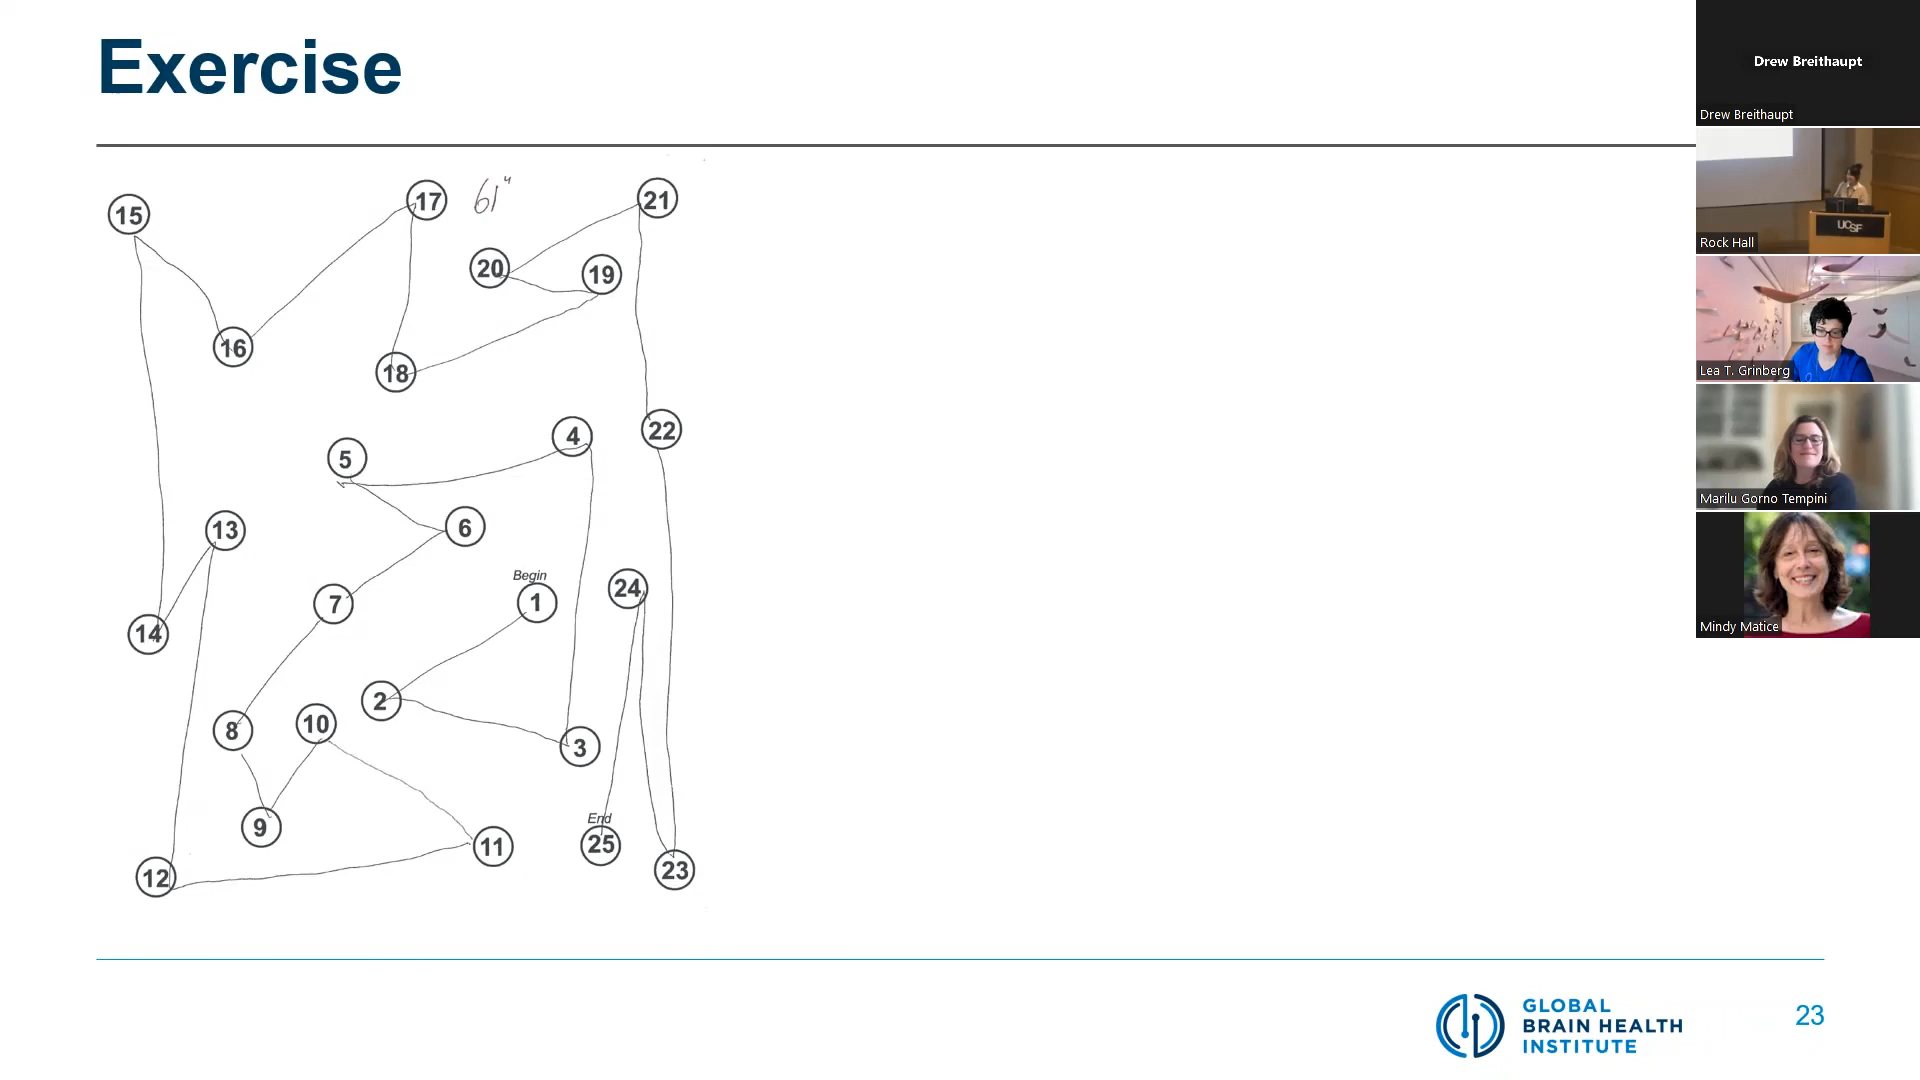 Exercise
15
17
61"
21
20
19
16
18
4
22
5
6
13
Begin
1
24
7
14
2
10
8
3
End
9
11
25
12
23
GLOBAL
BRAIN HEALTH
INSTITUTE
23
Drew Breithaupt
Drew Breithaupt
UCSF
Rock Hall
Lea T. Grinberg
Marilu Gorno Tempini
Mindy Matice